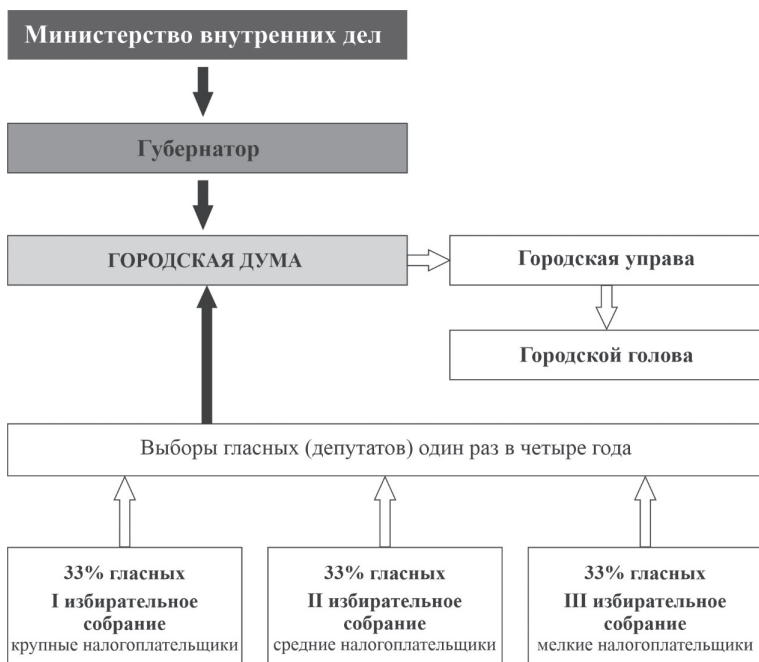 Министерство внутренних дел
Губернатор
ГОРОДСКАЯ ДУМА
Городская управа
Городской голова
Выборы гласных (депутатов) один раз в четыре года
33% гласных
I избирательное
собрание
крупные налогоплательщики
33% гласных
II избирательное
собрание
средние налогоплательщики
33% гласных
III избирательное
собрание
мелкие налогоплательщики